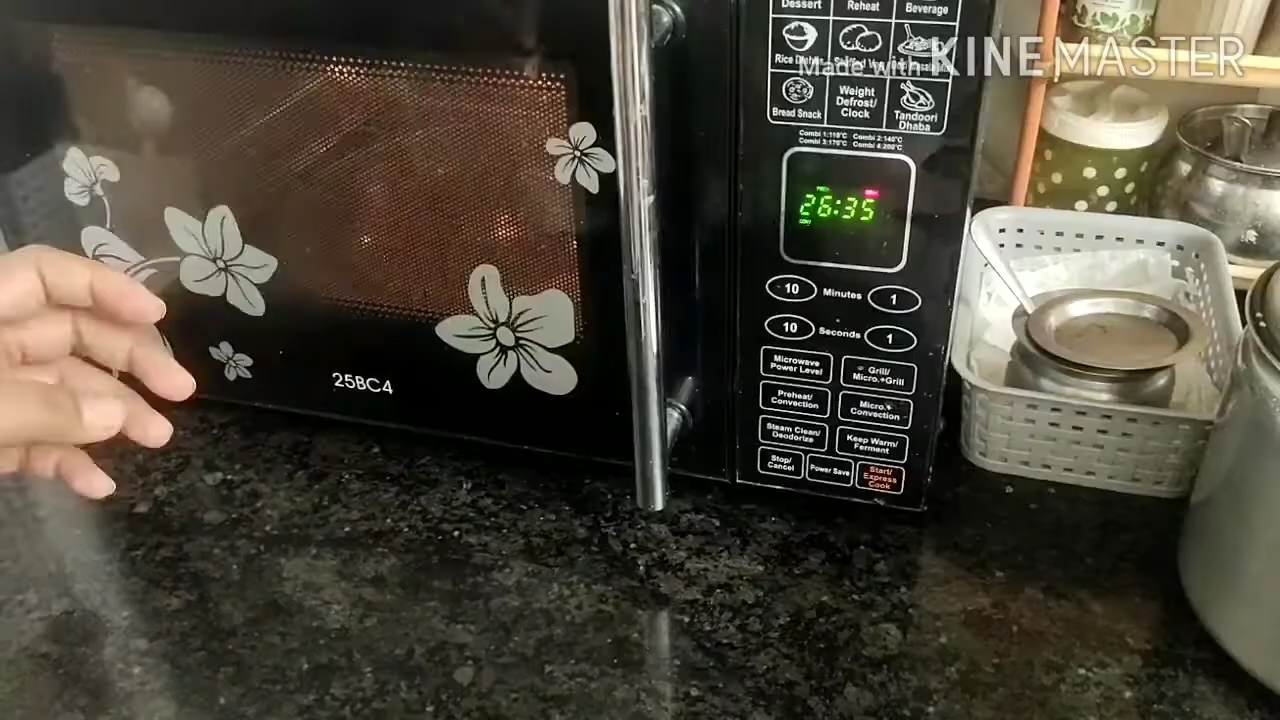 Dessert Reheat Beverage
Rice Dishes
Made with KINEMASTER
Bread Snack Weight Defrost/ Clock Tandoori Dhaba
Combi 1:110°C Combi 2:140°C
Combi 3:170°C Combi 4:200°C
26:35
10 Minutes 1
10 Seconds 1
Microwave Power Level Grill/ Micro.+Grill
Preheat/ Convection Micro.+ Convection
Steam Clean/ Deodorize Keep Warm/ Ferment
Stop/ Cancel Power Save Start/ Express Cook
25BC4